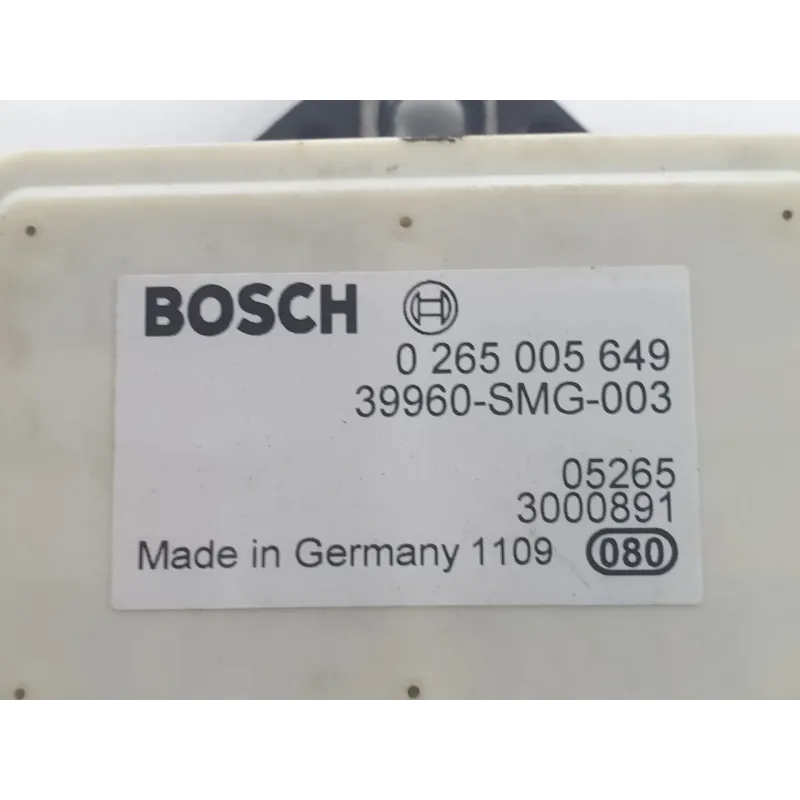 BOSCH
0 265 005 649
39960-SMG-003
05265
3000891
Made in Germany 1109 080